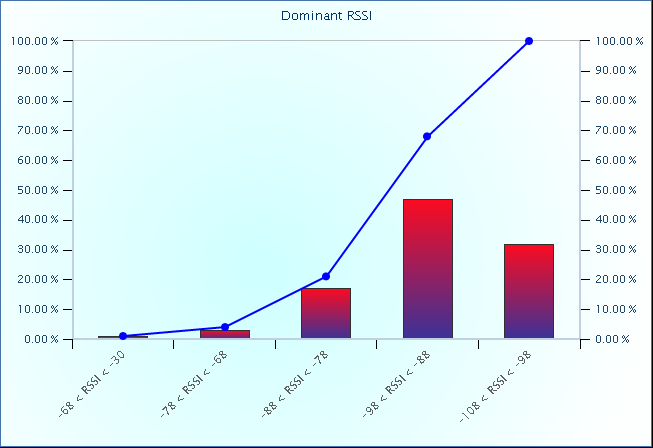 Dominant RSSI
100.00 % 100.00 %
90.00 % 90.00 %
80.00 % 80.00 %
70.00 % 70.00 %
60.00 % 60.00 %
50.00 % 50.00 %
40.00 % 40.00 %
30.00 % 30.00 %
20.00 % 20.00 %
10.00 % 10.00 %
0.00 % 0.00 %
-68 < RSSI < -30
-78 < RSSI < -68
-88 < RSSI < -78
-98 < RSSI < -88
-108 < RSSI < -98